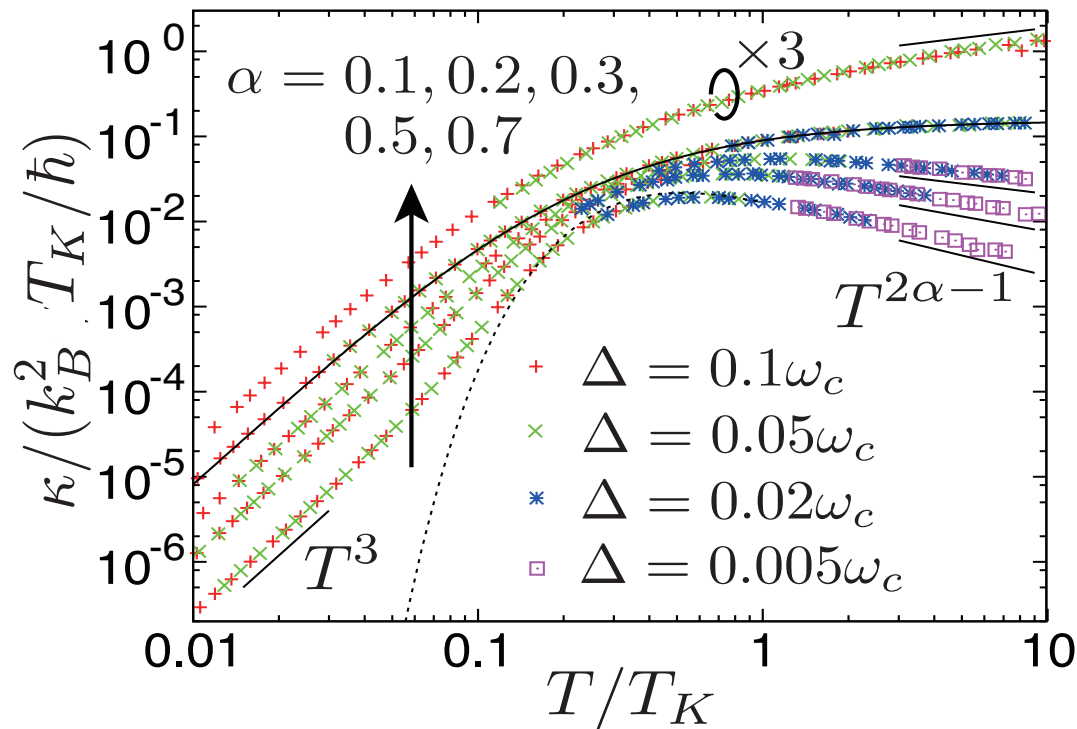 10^0
10^{-1}
10^{-2}
10^{-3}
10^{-4}
10^{-5}
10^{-6}
κ/(k_B^2 T_K/ħ)
α = 0.1, 0.2, 0.3,
0.5, 0.7
×3
T^{2α−1}
T^3
+ Δ = 0.1ω_c
× Δ = 0.05ω_c
∗ Δ = 0.02ω_c
⊡ Δ = 0.005ω_c
0.01 0.1 1 10
T/T_K